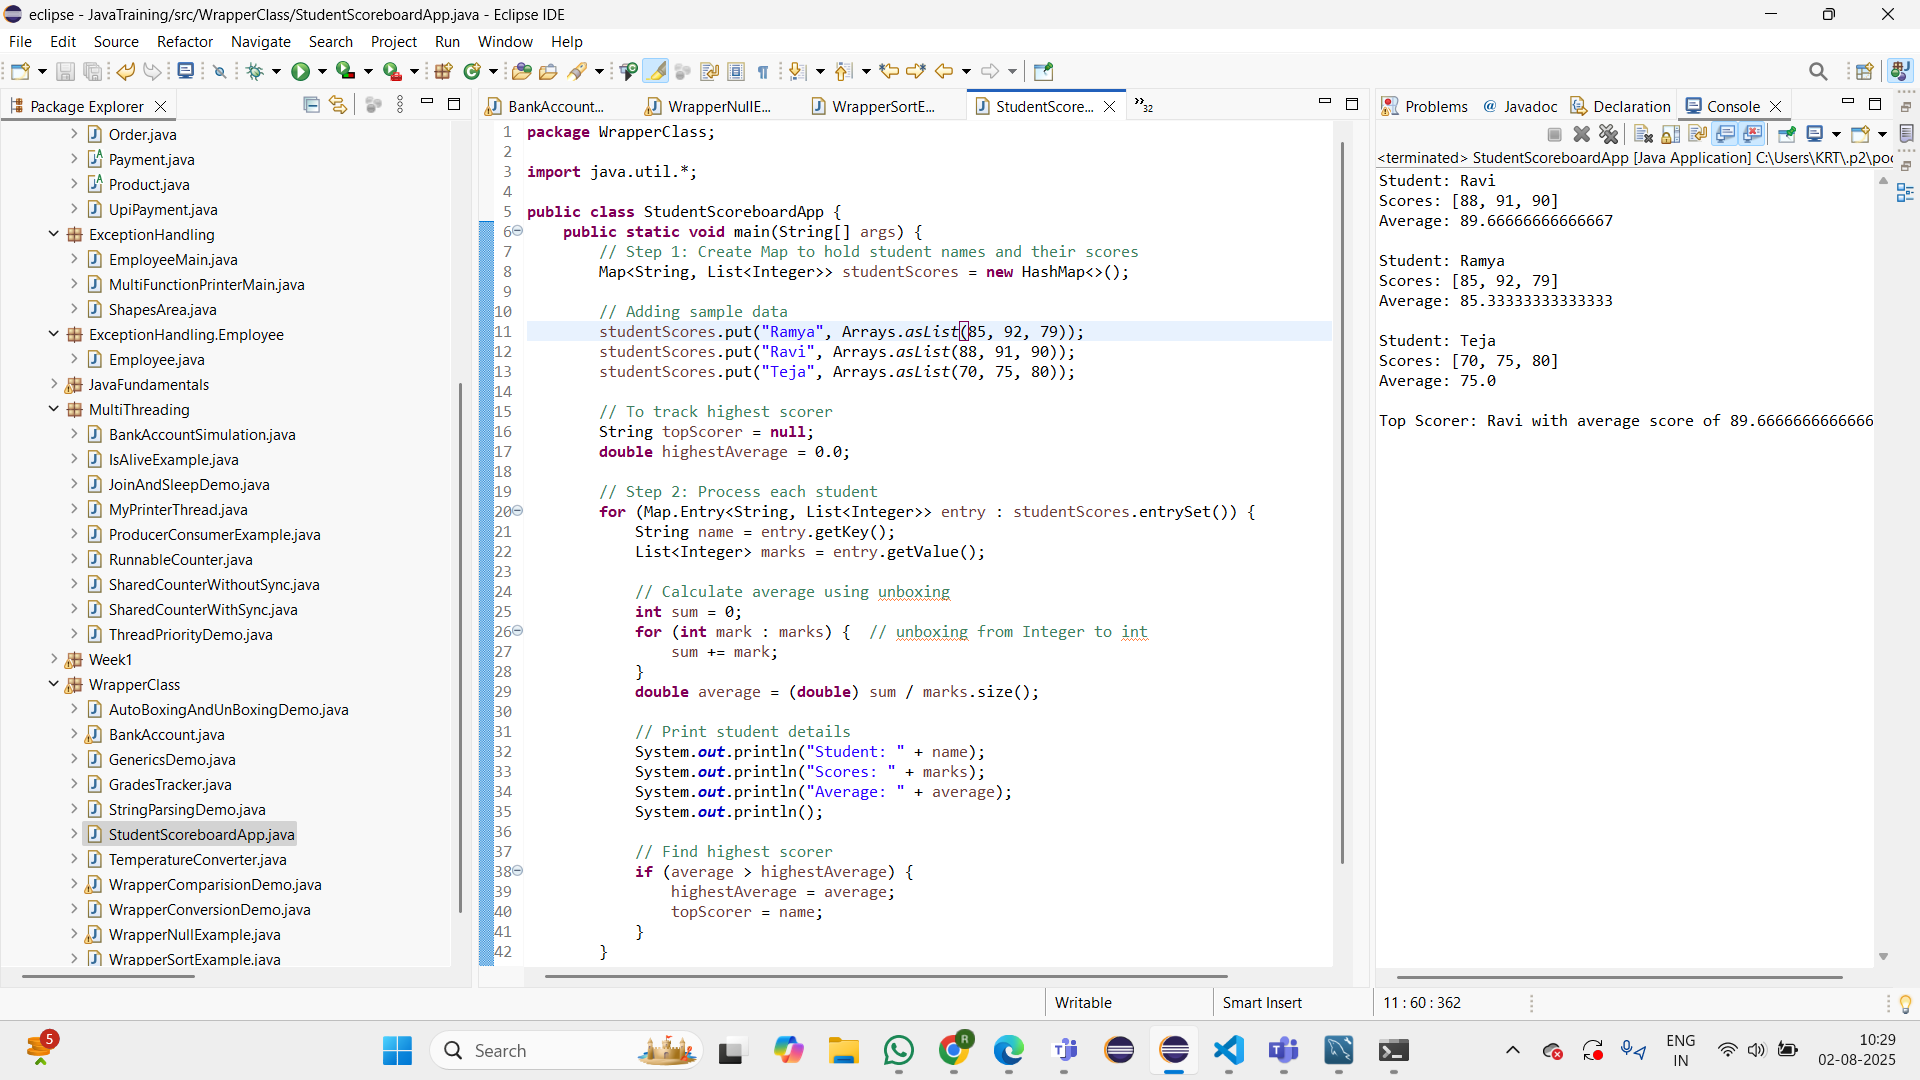 eclipse - JavaTraining/src/WrapperClass/StudentScoreboardApp.java - Eclipse IDE
File Edit Source Refactor Navigate Search Project Run Window Help
Package Explorer
Order.java
Payment.java
Product.java
UpiPayment.java
ExceptionHandling
EmployeeMain.java
MultiFunctionPrinterMain.java
ShapesArea.java
ExceptionHandling.Employee
Employee.java
JavaFundamentals
MultiThreading
BankAccountSimulation.java
IsAliveExample.java
JoinAndSleepDemo.java
MyPrinterThread.java
ProducerConsumerExample.java
RunnableCounter.java
SharedCounterWithoutSync.java
SharedCounterWithSync.java
ThreadPriorityDemo.java
Week1
WrapperClass
AutoBoxingAndUnBoxingDemo.java
BankAccount.java
GenericsDemo.java
GradesTracker.java
StringParsingDemo.java
StudentScoreboardApp.java
TemperatureConverter.java
WrapperComparisionDemo.java
WrapperConversionDemo.java
WrapperNullExample.java
WrapperSortExample.java
BankAccount... WrapperNullE... WrapperSortE... StudentScore... »32
1 package WrapperClass;
2
3 import java.util.*;
4
5 public class StudentScoreboardApp {
6 public static void main(String[] args) {
7 // Step 1: Create Map to hold student names and their scores
8 Map<String, List<Integer>> studentScores = new HashMap<>();
9
10 // Adding sample data
11 studentScores.put("Ramya", Arrays.asList(85, 92, 79));
12 studentScores.put("Ravi", Arrays.asList(88, 91, 90));
13 studentScores.put("Teja", Arrays.asList(70, 75, 80));
14
15 // To track highest scorer
16 String topScorer = null;
17 double highestAverage = 0.0;
18
19 // Step 2: Process each student
20 for (Map.Entry<String, List<Integer>> entry : studentScores.entrySet()) {
21 String name = entry.getKey();
22 List<Integer> marks = entry.getValue();
23
24 // Calculate average using unboxing
25 int sum = 0;
26 for (int mark : marks) { // unboxing from Integer to int
27 sum += mark;
28 }
29 double average = (double) sum / marks.size();
30
31 // Print student details
32 System.out.println("Student: " + name);
33 System.out.println("Scores: " + marks);
34 System.out.println("Average: " + average);
35 System.out.println();
36
37 // Find highest scorer
38 if (average > highestAverage) {
39 highestAverage = average;
40 topScorer = name;
41 }
42 }
Problems @ Javadoc Declaration Console
<terminated> StudentScoreboardApp [Java Application] C:\Users\KRT\.p2\poo
Student: Ravi
Scores: [88, 91, 90]
Average: 89.66666666666667
Student: Ramya
Scores: [85, 92, 79]
Average: 85.33333333333333
Student: Teja
Scores: [70, 75, 80]
Average: 75.0
Top Scorer: Ravi with average score of 89.6666666666666
Writable Smart Insert 11 : 60 : 362
5
Search
R
ENG
IN
10:29
02-08-2025